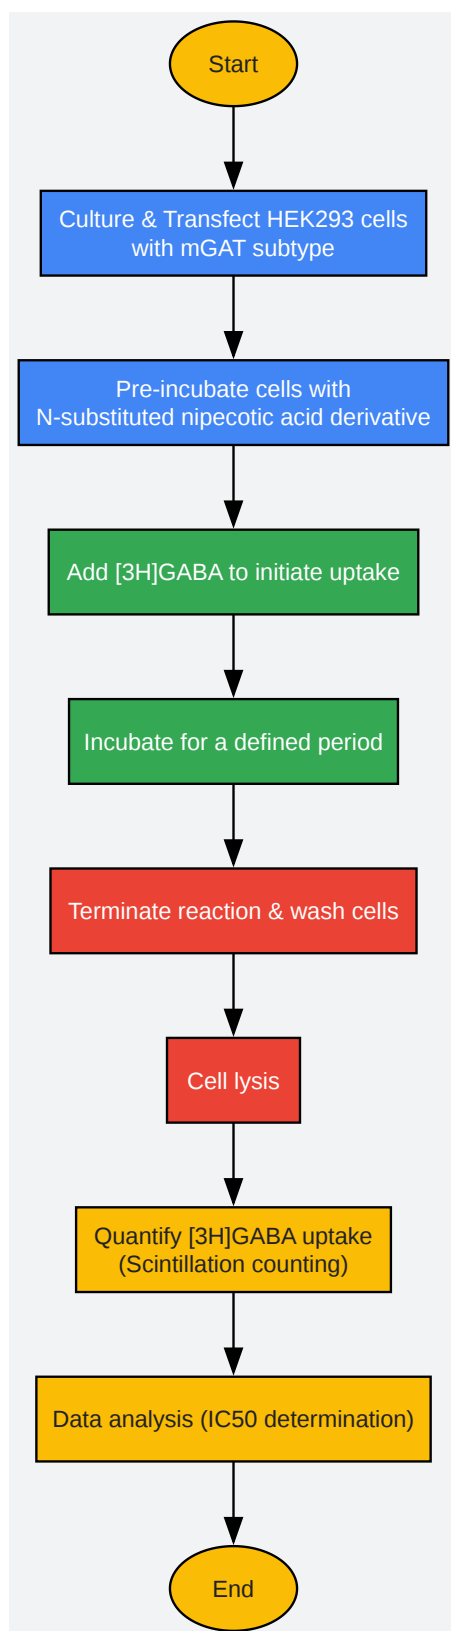 Start
Culture & Transfect HEK293 cells
with mGAT subtype
Pre-incubate cells with
N-substituted nipecotic acid derivative
Add [3H]GABA to initiate uptake
Incubate for a defined period
Terminate reaction & wash cells
Cell lysis
Quantify [3H]GABA uptake
(Scintillation counting)
Data analysis (IC50 determination)
End